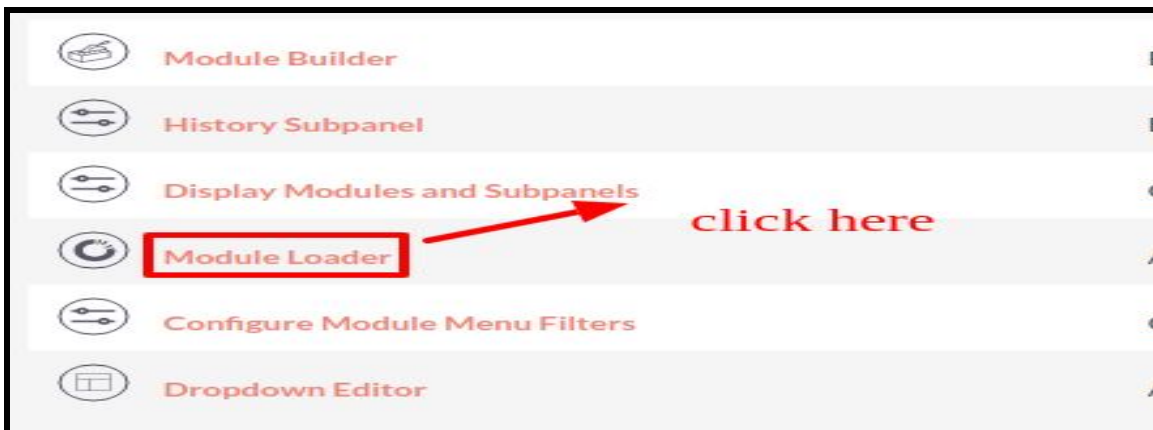 Module Builder
History Subpanel
Display Modules and Subpanels
click here
Module Loader
Configure Module Menu Filters
Dropdown Editor